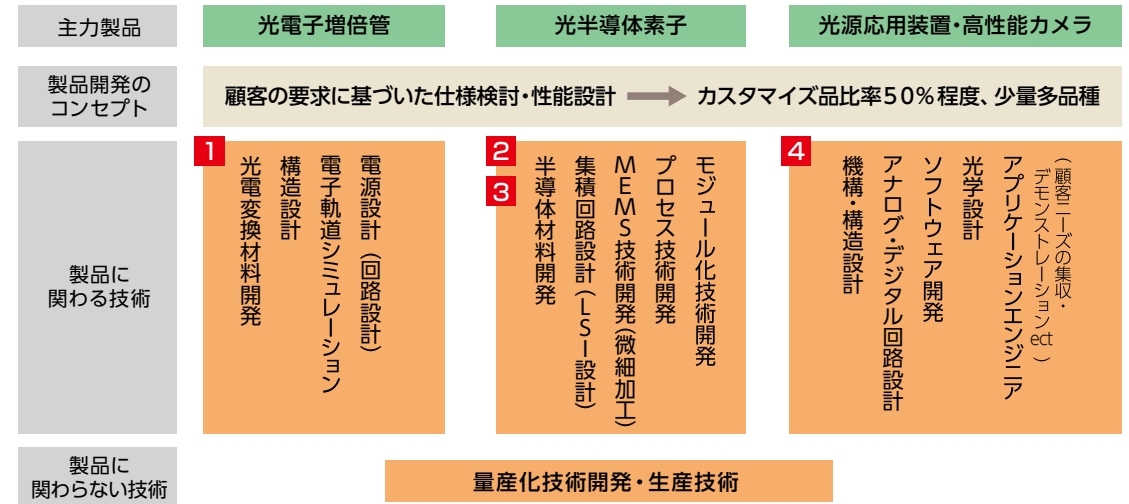 主力製品
光電子増倍管
光半導体素子
光源応用装置・高性能カメラ
製品開発の
コンセプト
顧客の要求に基づいた仕様検討・性能設計
カスタマイズ品比率50%程度、少量多品種
製品に
関わる技術
1
光電変換材料開発
構造設計
電子軌道シミュレーション
電源設計(回路設計)
2
3
半導体材料開発
集積回路設計(LSI設計)
MEMS技術開発(微細加工)
プロセス技術開発
モジュール化技術開発
4
機構・構造設計
アナログ・デジタル回路設計
ソフトウェア開発
光学設計
アプリケーションエンジニア
(顧客ニーズの集収・
デモンストレーションect)
製品に
関わらない技術
量産化技術開発・生産技術